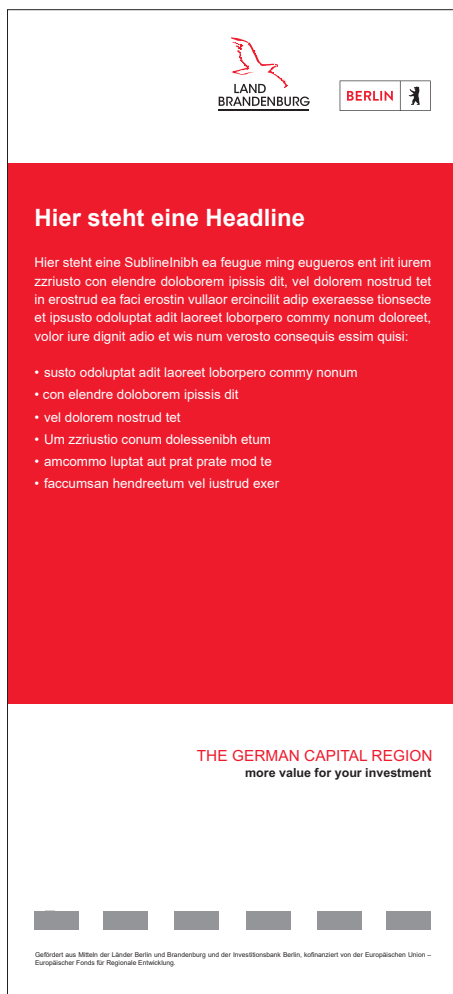 LAND
BRANDENBURG
BERLIN
Hier steht eine Headline
Hier steht eine SublineInibh ea feugue ming eugueros ent irit iurem
zzriusto con elendre doloborem ipissis dit, vel dolorem nostrud tet
in erostrud ea faci erostin vullaor ercincilit adip exeraesse tionsecte
et ipsusto odoluptat adit laoreet loborpero commy nonum doloreet,
volor iure dignit adio et wis num verosto consequis essim quisi:
• susto odoluptat adit laoreet loborpero commy nonum
• con elendre doloborem ipissis dit
• vel dolorem nostrud tet
• Um zzriustio conum dolessenibh etum
• amcommo luptat aut prat prate mod te
• faccumsan hendreetum vel iustrud exer
THE GERMAN CAPITAL REGION
more value for your investment
Gefördert aus Mitteln der Länder Berlin und Brandenburg und der Investitionsbank Berlin, kofinanziert von der Europäischen Union –
Europäischer Fonds für Regionale Entwicklung.